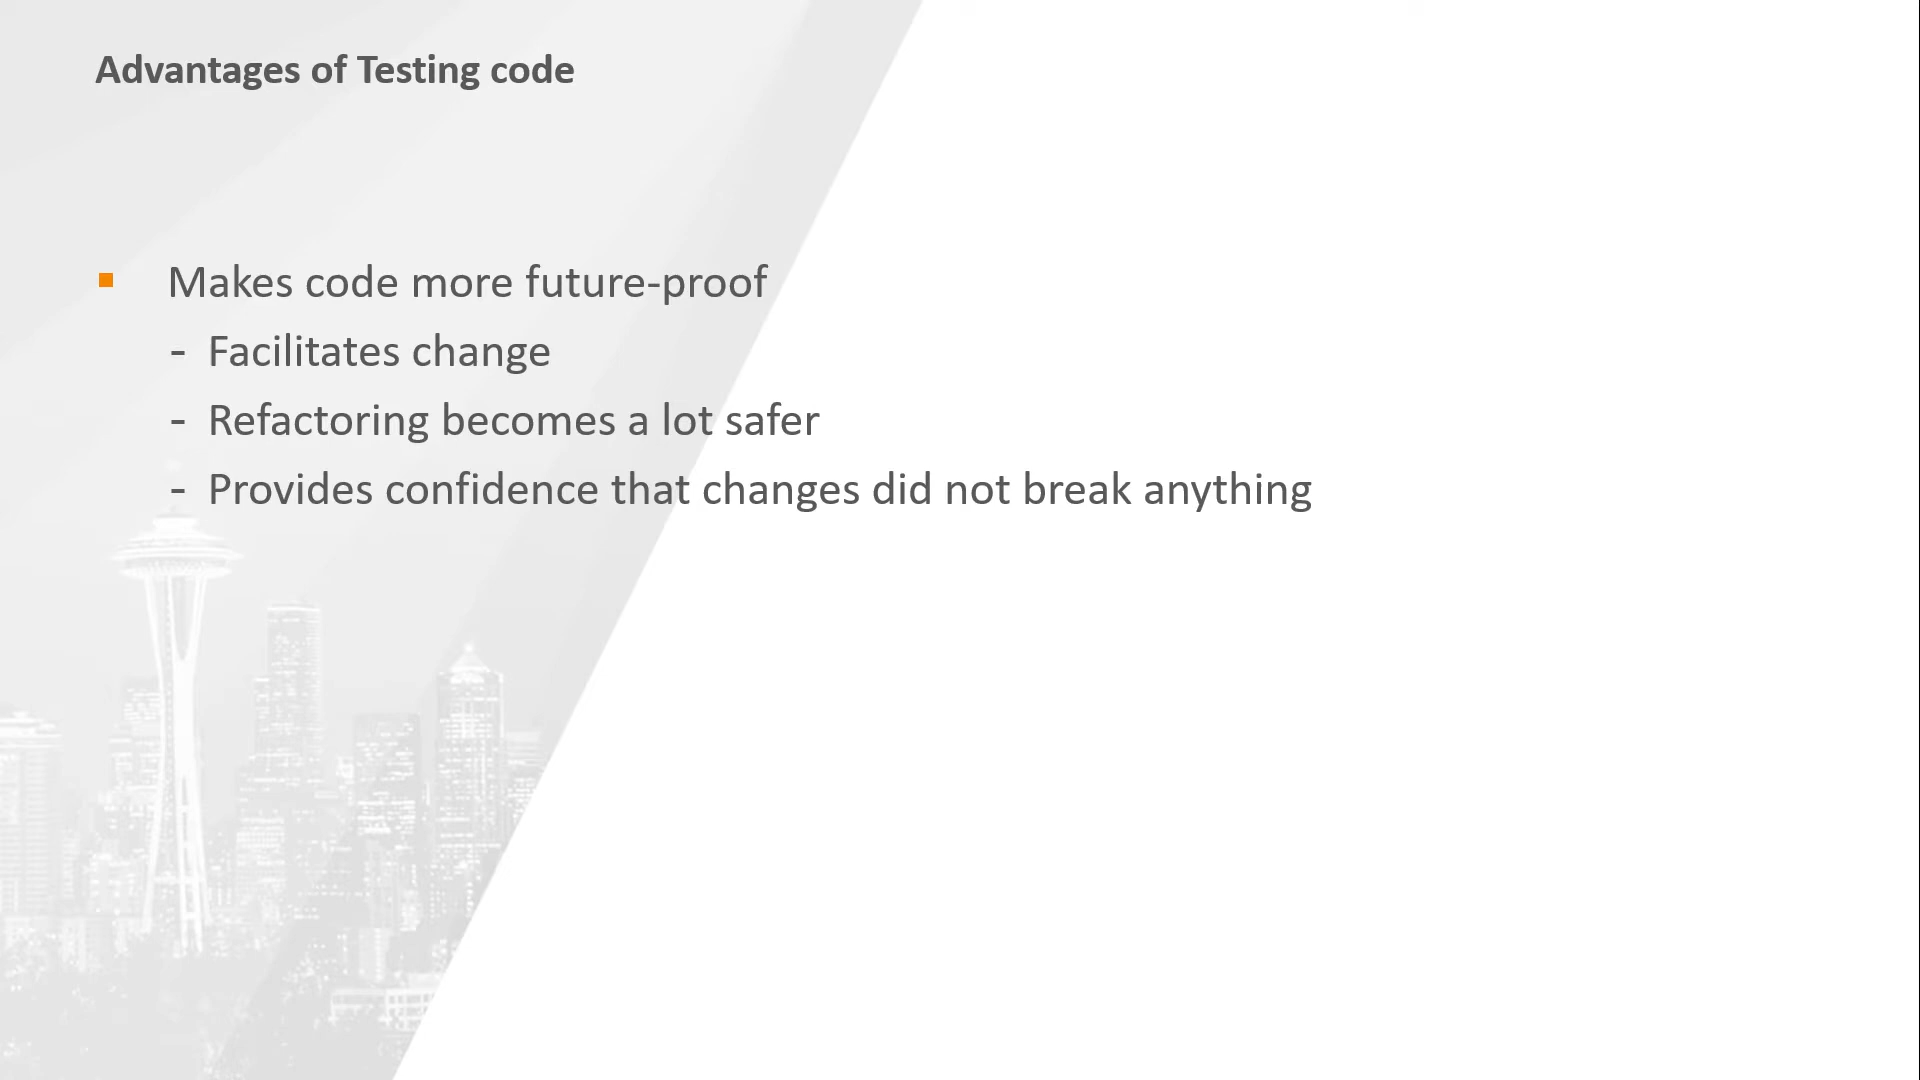 Advantages of Testing code
Makes code more future-proof
- Facilitates change
- Refactoring becomes a lot safer
- Provides confidence that changes did not break anything